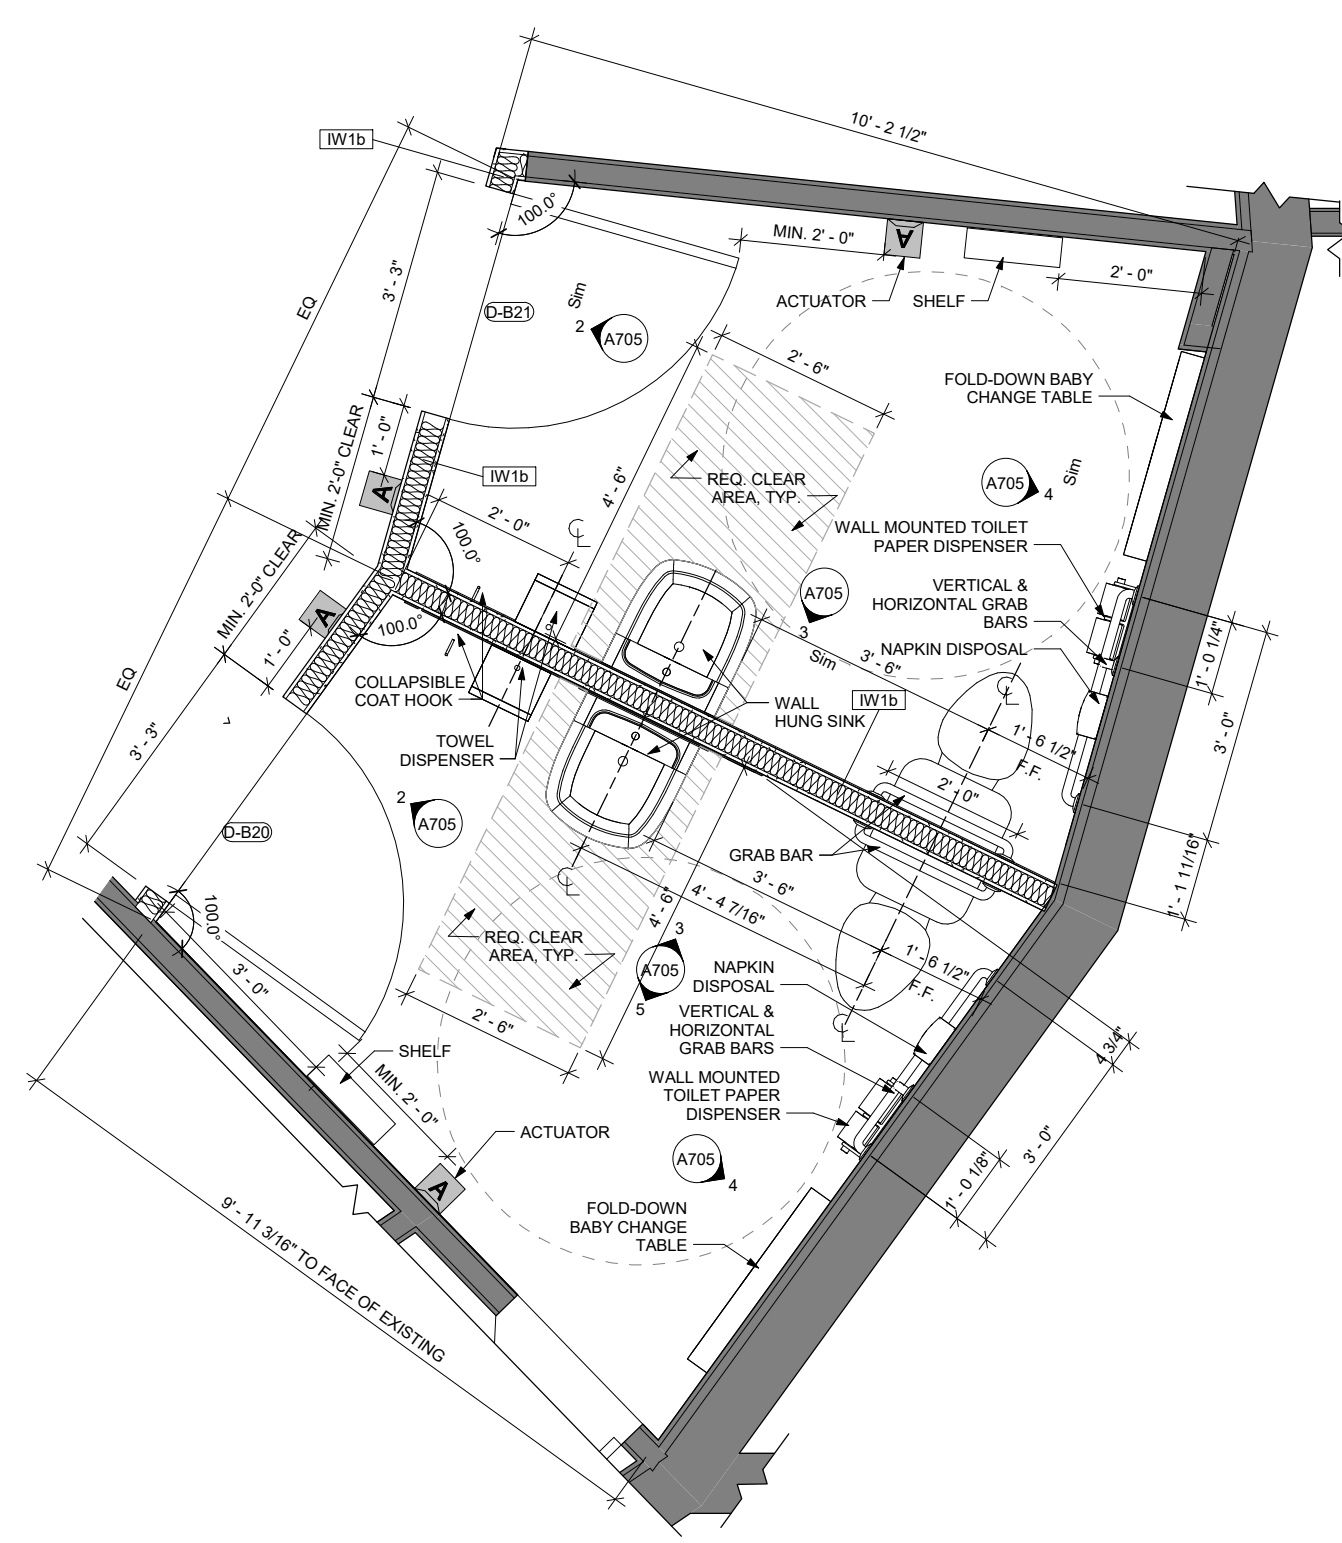 10' - 2 1/2"
IW1b
100.0°
MIN. 2' - 0"
A
3' - 3"
EQ
ACTUATOR
SHELF
2' - 0"
Sim
D-B21
2
A705
2' - 6"
FOLD-DOWN BABY
CHANGE TABLE
MIN. 2'-0" CLEAR
1' - 0"
IW1b
4' - 6"
REQ. CLEAR
AREA, TYP.
A705
4
Sim
A
2' - 0"
100.0°
CL
WALL MOUNTED TOILET
PAPER DISPENSER
MIN. 2'-0" CLEAR
A
A705
3
Sim
VERTICAL &
HORIZONTAL GRAB
BARS
100.0°
1' - 0"
3' - 6"
NAPKIN DISPOSAL
1' - 0 1/4"
EQ
COLLAPSIBLE
COAT HOOK
WALL
HUNG SINK
IW1b
CL
3' - 0"
3' - 3"
TOWEL
DISPENSER
1' - 6 1/2"
F.F.
2' - 0"
2
A705
D-B20
GRAB BAR
3' - 6"
CL
4' - 4 7/16"
1' - 1 11/16"
100.0°
4' - 6"
REQ. CLEAR
AREA, TYP.
3
A705
5
NAPKIN
DISPOSAL
1' - 6 1/2"
F.F.
3' - 0"
2' - 6"
VERTICAL &
HORIZONTAL
GRAB BARS
CL
4 3/4"
SHELF
MIN. 2' - 0"
WALL MOUNTED
TOILET PAPER
DISPENSER
ACTUATOR
A
A705
4
3' - 0"
1' - 0 1/8"
FOLD-DOWN
BABY CHANGE
TABLE
9' - 11 3/16" TO FACE OF EXISTING